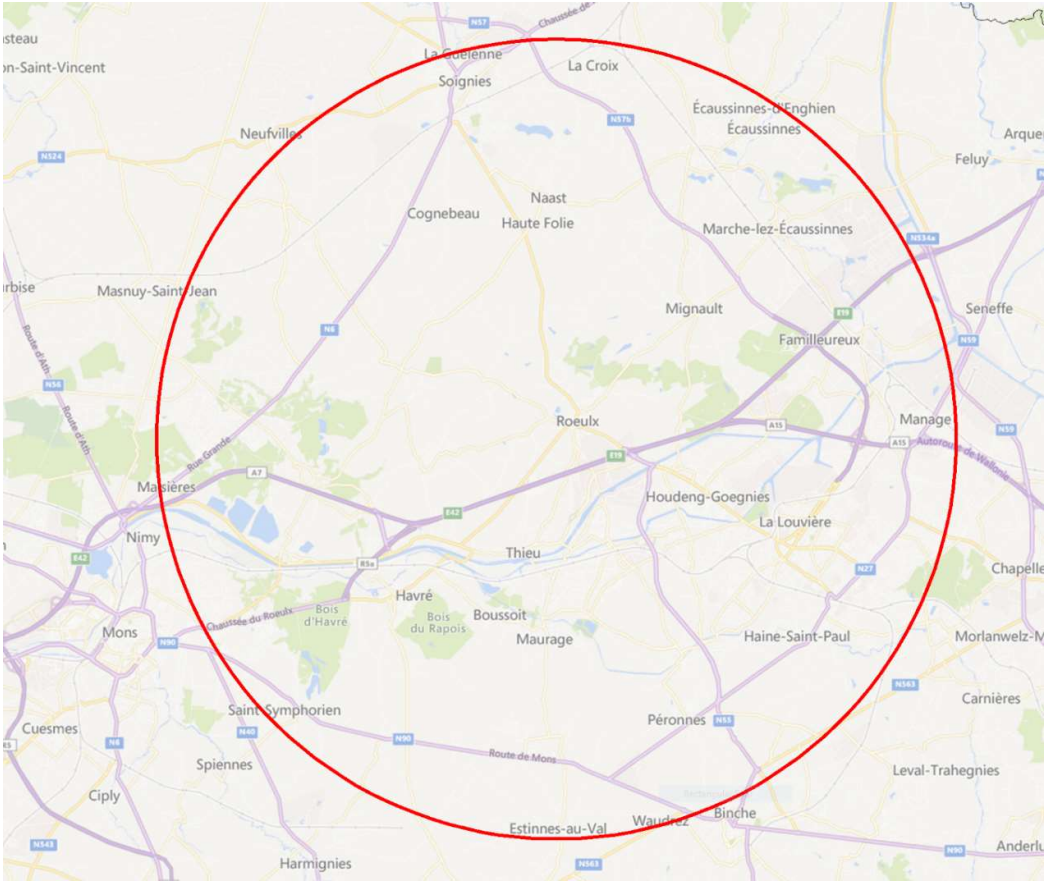 Chaussée de
N57
asteau
La Guelenne
on-Saint-Vincent
La Croix
Soignies
Écaussinnes-d'Enghien
N57b
Écaussinnes
Neufvilles
Arque
N524
Feluy
Naast
Cognebeau
Haute Folie
Marche-lez-Écaussinnes
N534a
urbise
Masnuy-Saint-Jean
Mignault
Seneffe
E19
N6
Familleureux
N59
Route d'Ath
N56
Route d'Ath
Roeulx
Manage
A15
N59
Rue Grande
A15
Autoroute de Wallonie
E19
A7
Maisières
Houdeng-Goegnies
E42
La Louvière
Nimy
Thieu
E42
R5a
N27
Chapelle
Havré
Bois
d'Havré
Bois
du Rapois
Boussoit
Chaussée du Roeulx
Mons
Maurage
Haine-Saint-Paul
Morlanwelz-M
N90
N563
Carnières
Saint-Symphorien
Péronnes
N55
Cuesmes
N40
N6
N90
R5
Route de Mons
Spiennes
Leval-Trahegnies
Ciply
Binche
Waudrez
Estinnes-au-Val
N543
Anderlu
N90
Harmignies
N563